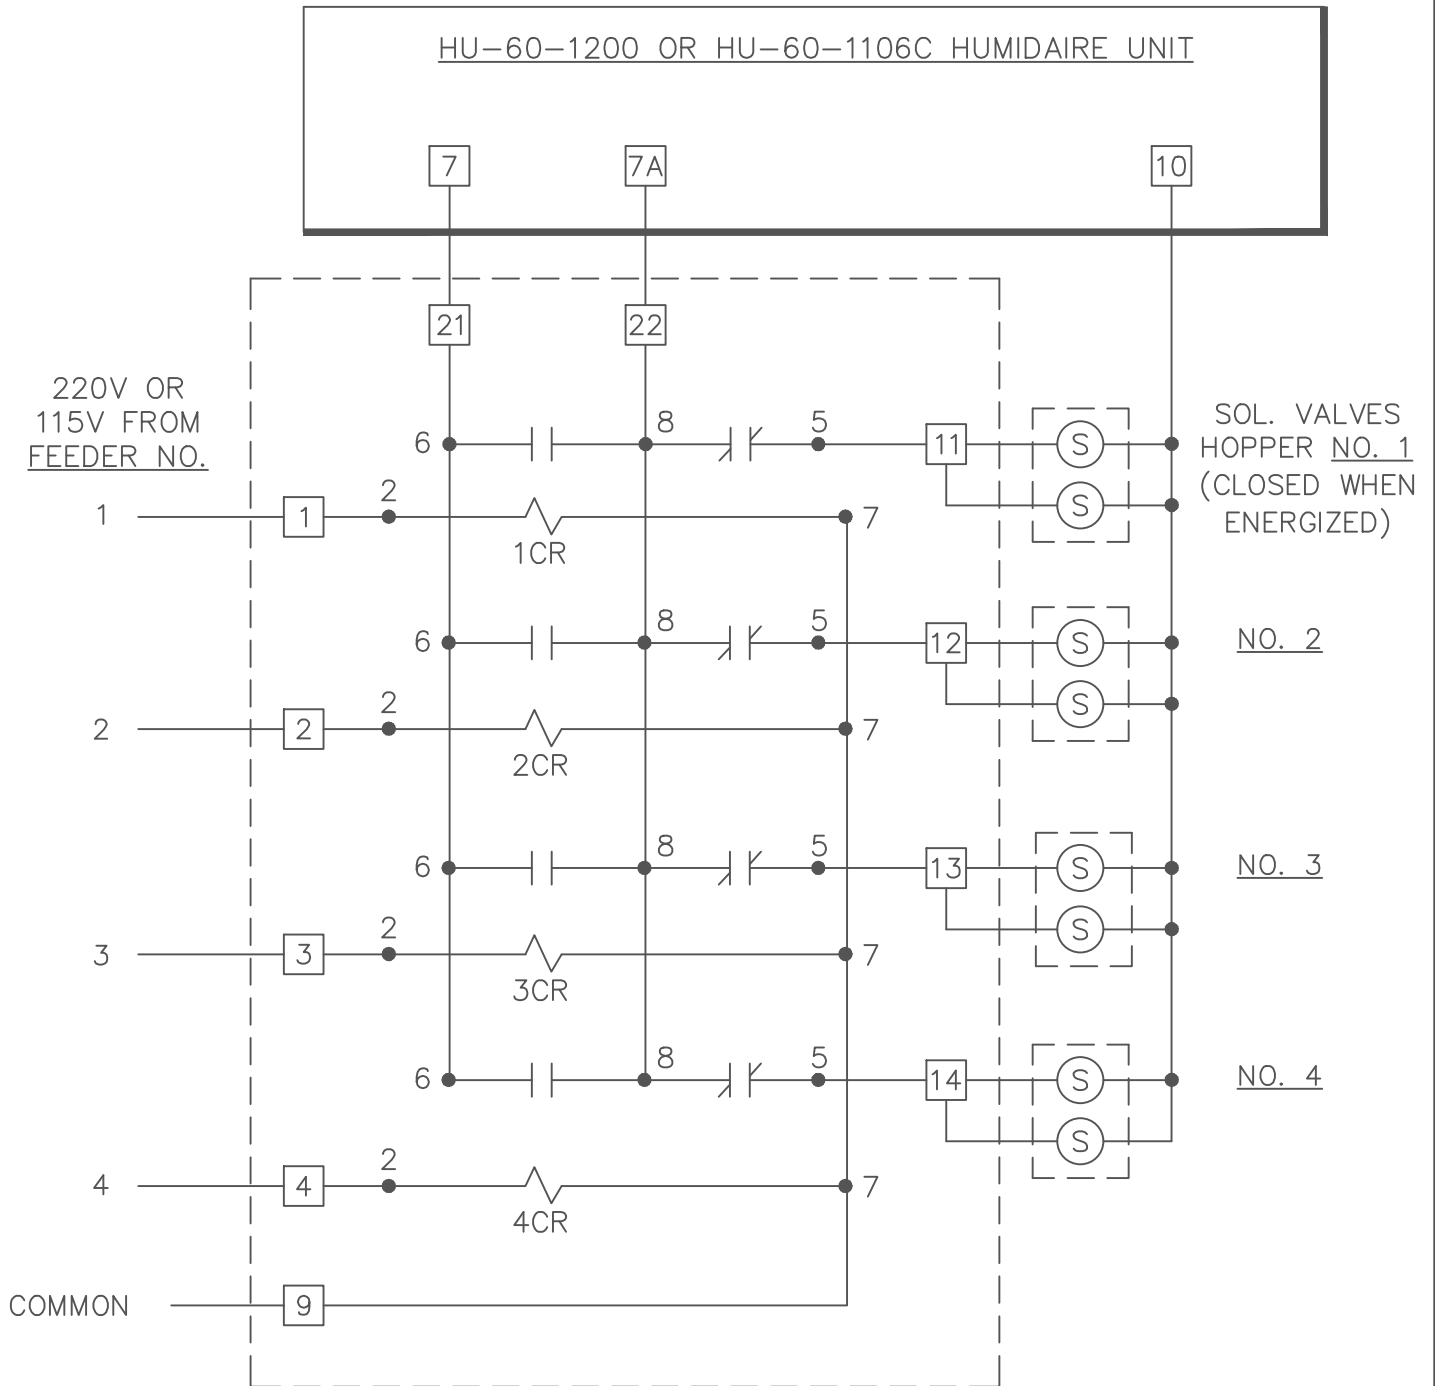 HU-60-1200 OR HU-60-1106C HUMIDAIRE UNIT
7
7A
10
21
22
220V OR
115V FROM
FEEDER NO.
6
8
5
11
S
SOL. VALVES
HOPPER NO. 1
(CLOSED WHEN
ENERGIZED)
S
1
1
2
7
1CR
6
8
5
12
S
NO. 2
S
2
2
2
7
2CR
6
8
5
13
S
NO. 3
S
3
3
2
7
3CR
6
8
5
14
S
NO. 4
S
4
4
2
7
4CR
COMMON
9